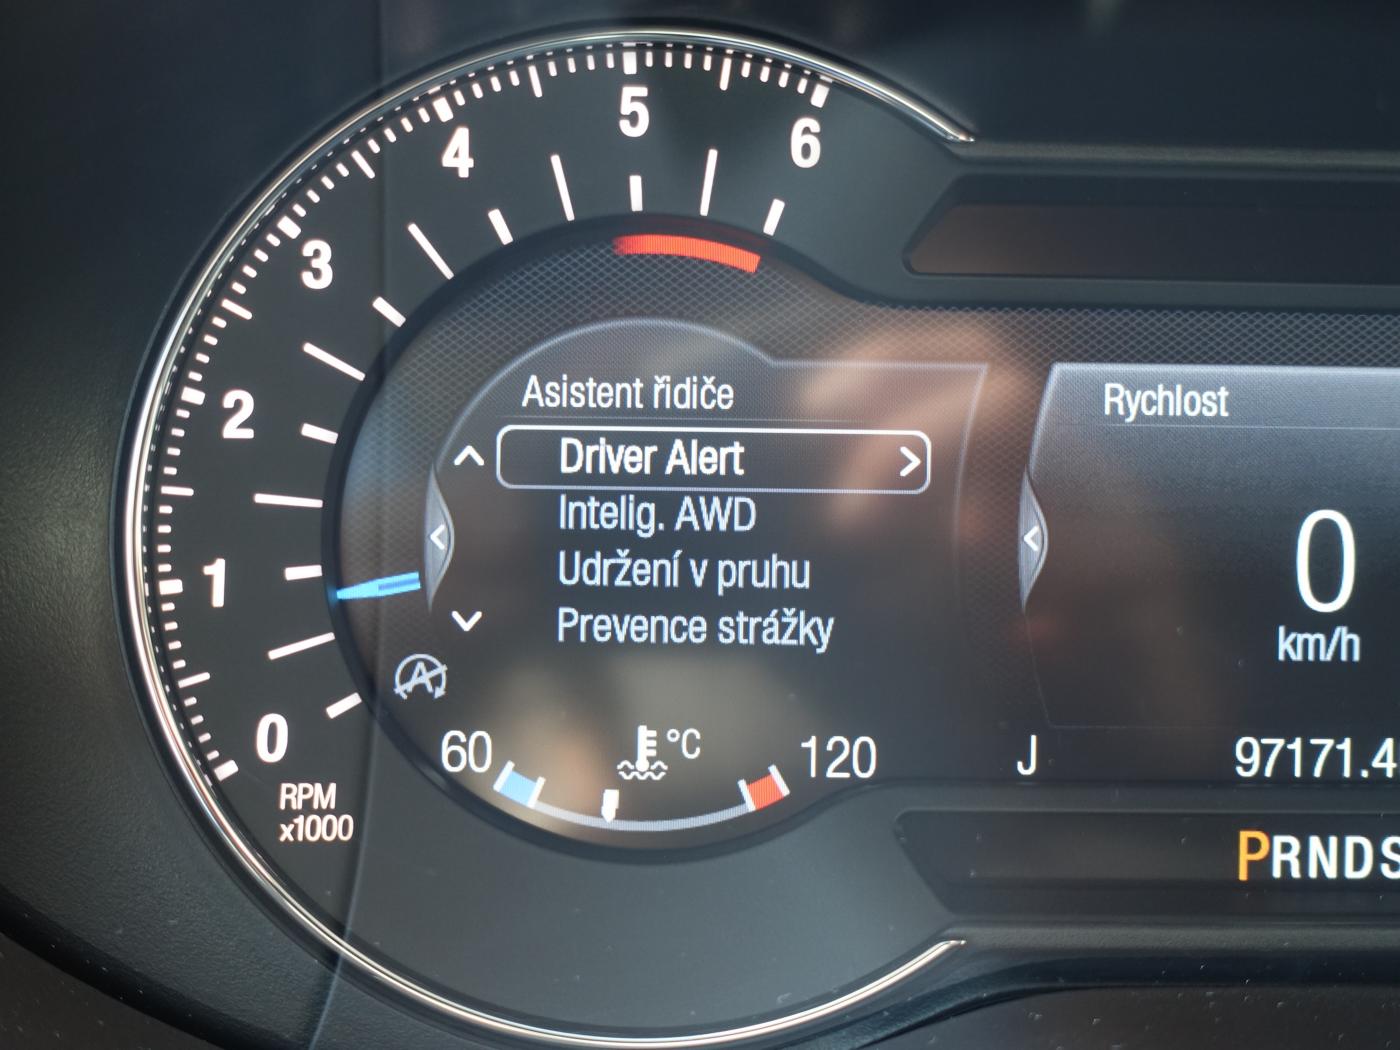 5
4
6
3
2
1
0
RPM
x1000
Asistent řidiče
Driver Alert
Intelig. AWD
Udržení v pruhu
Prevence strážky
A
60 °C 120
Rychlost
0
km/h
J 97171.4
PRNDS